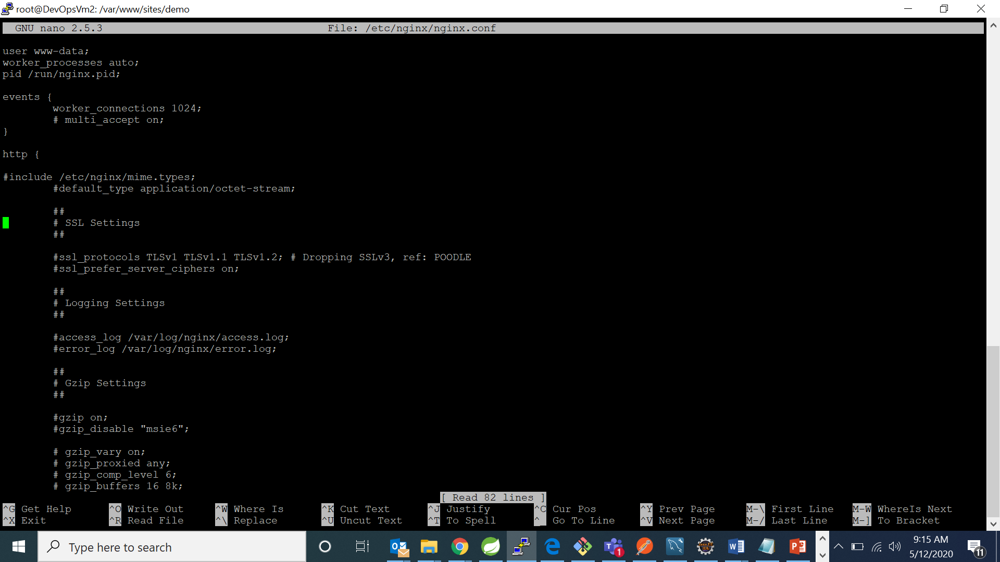 root@DevOpsVm2: /var/www/sites/demo
GNU nano 2.5.3 File: /etc/nginx/nginx.conf
user www-data;
worker_processes auto;
pid /run/nginx.pid;
events {
worker_connections 1024;
# multi_accept on;
}
http {
#include /etc/nginx/mime.types;
#default_type application/octet-stream;
##
# SSL Settings
##
#ssl_protocols TLSv1 TLSv1.1 TLSv1.2; # Dropping SSLv3, ref: POODLE
#ssl_prefer_server_ciphers on;
##
# Logging Settings
##
#access_log /var/log/nginx/access.log;
#error_log /var/log/nginx/error.log;
##
# Gzip Settings
##
#gzip on;
#gzip_disable "msie6";
# gzip_vary on;
# gzip_proxied any;
# gzip_comp_level 6;
# gzip_buffers 16 8k;
[ Read 82 lines ]
^G Get Help ^O Write Out ^W Where Is ^K Cut Text ^J Justify ^C Cur Pos ^Y Prev Page M-\ First Line M-W WhereIs Next
^X Exit ^R Read File ^\ Replace ^U Uncut Text ^T To Spell ^_ Go To Line ^V Next Page M-/ Last Line M-] To Bracket
Type here to search
9:15 AM
5/12/2020
11
1